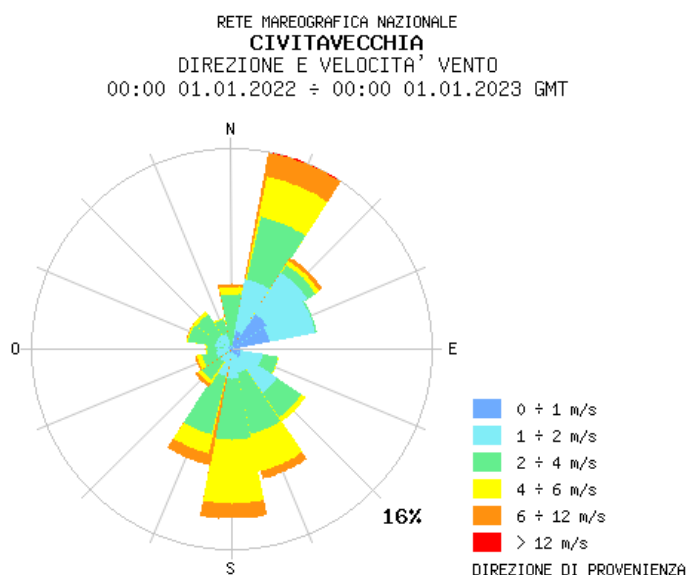 RETE MAREOGRAFICA NAZIONALE
CIVITAVECCHIA
DIREZIONE E VELOCITA' VENTO
00:00 01.01.2022 ÷ 00:00 01.01.2023 GMT
N
O
E
0 ÷ 1 m/s
1 ÷ 2 m/s
2 ÷ 4 m/s
4 ÷ 6 m/s
16%
6 ÷ 12 m/s
> 12 m/s
S
DIREZIONE DI PROVENIENZA